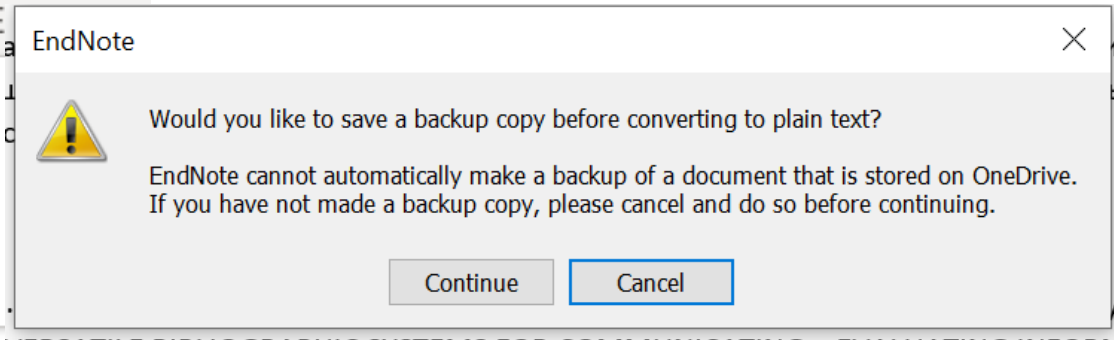 EndNote
Would you like to save a backup copy before converting to plain text?
EndNote cannot automatically make a backup of a document that is stored on OneDrive.
If you have not made a backup copy, please cancel and do so before continuing.
Continue
Cancel